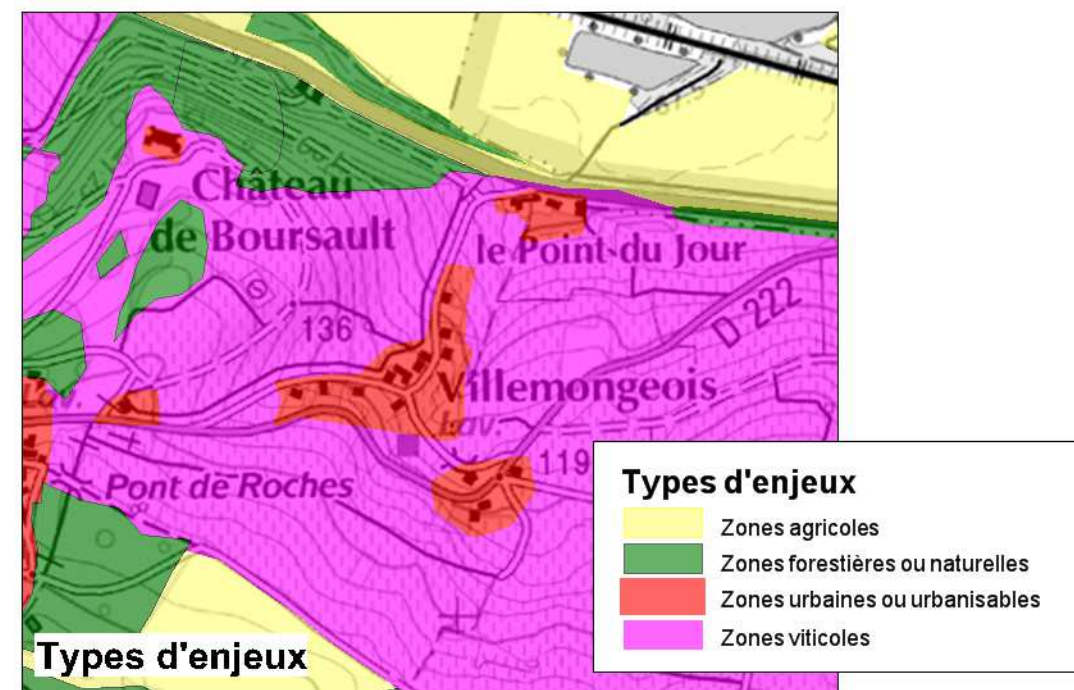 Château
de Boursault
le Point du Jour
136
D 222
Villemongeois
Lav.
119
Pont de Roches
Types d'enjeux
Types d'enjeux
Zones agricoles
Zones forestières ou naturelles
Zones urbaines ou urbanisables
Zones viticoles